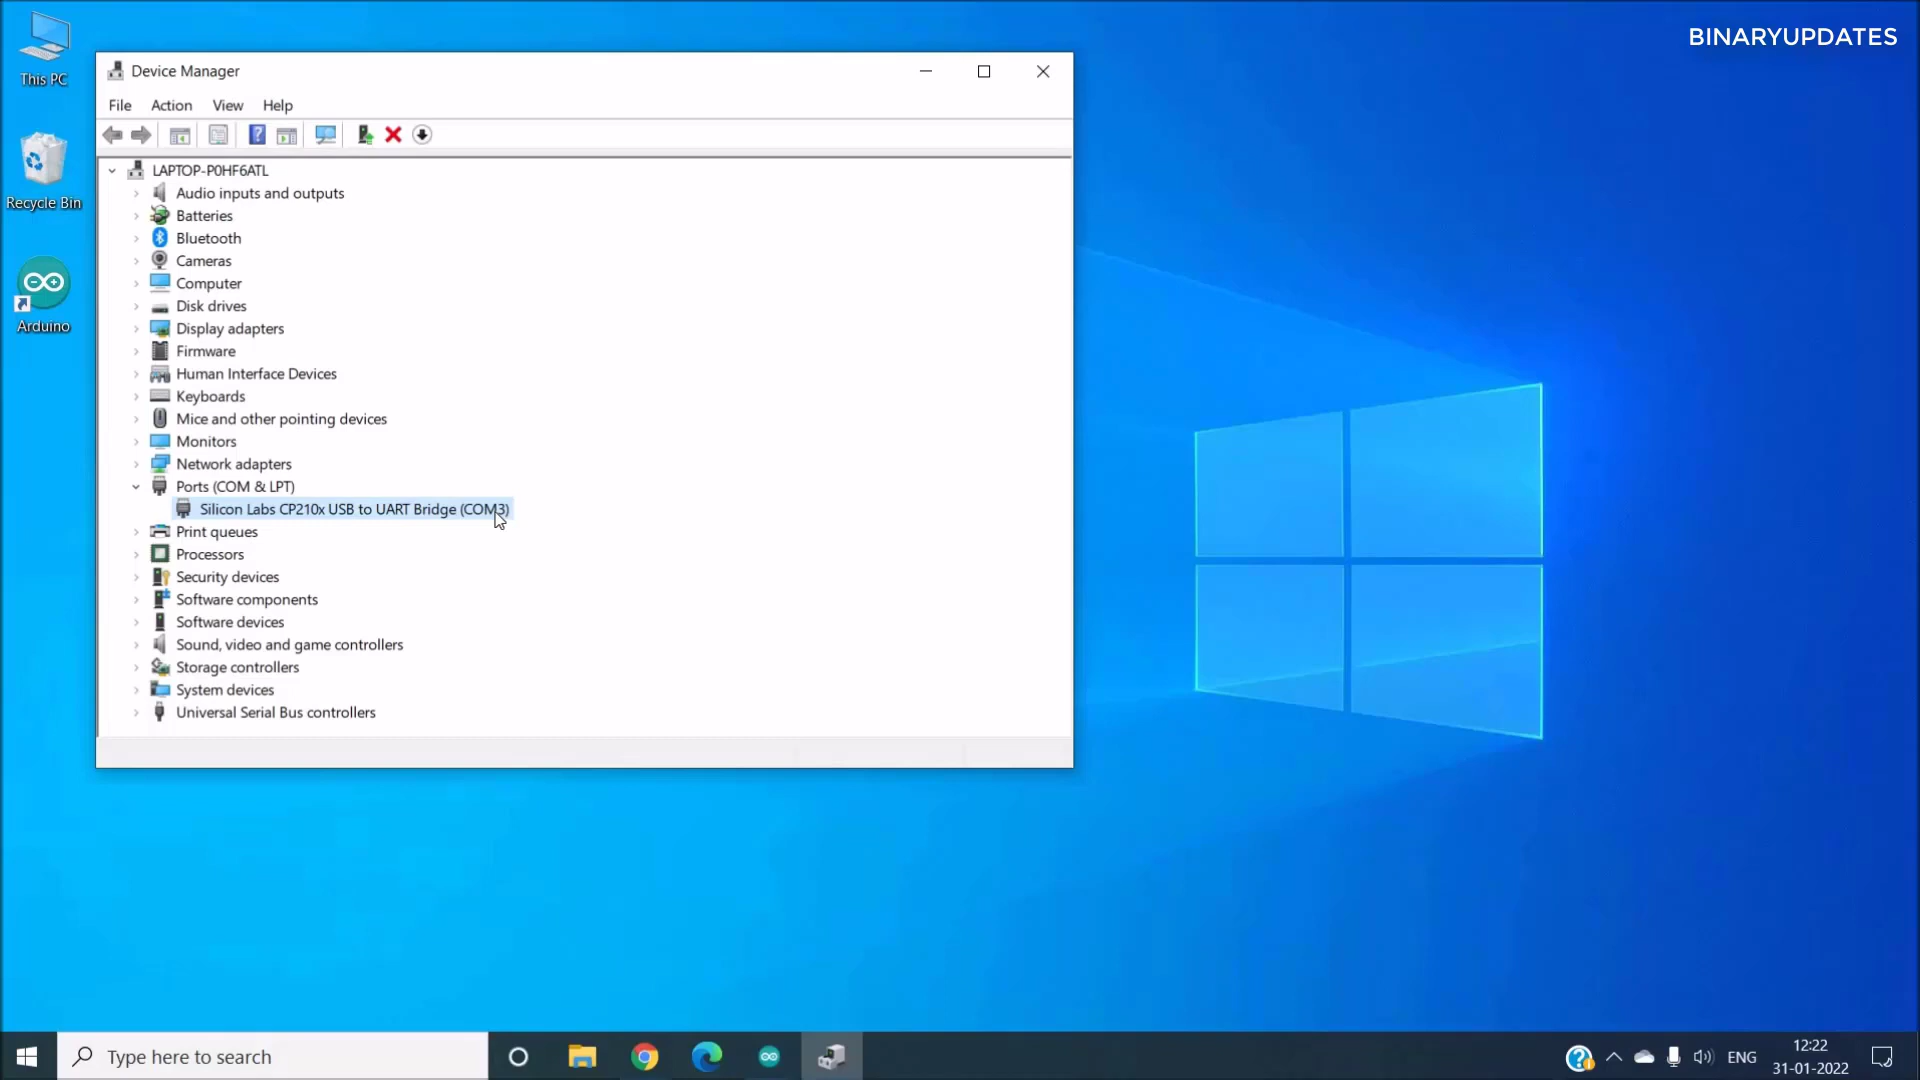 BINARYUPDATES
This PC
Recycle Bin
Arduino
Device Manager
File Action View Help
LAPTOP-P0HF6ATL
Audio inputs and outputs
Batteries
Bluetooth
Cameras
Computer
Disk drives
Display adapters
Firmware
Human Interface Devices
Keyboards
Mice and other pointing devices
Monitors
Network adapters
Ports (COM & LPT)
Silicon Labs CP210x USB to UART Bridge (COM3)
Print queues
Processors
Security devices
Software components
Software devices
Sound, video and game controllers
Storage controllers
System devices
Universal Serial Bus controllers
Type here to search
ENG
12:22
31-01-2022